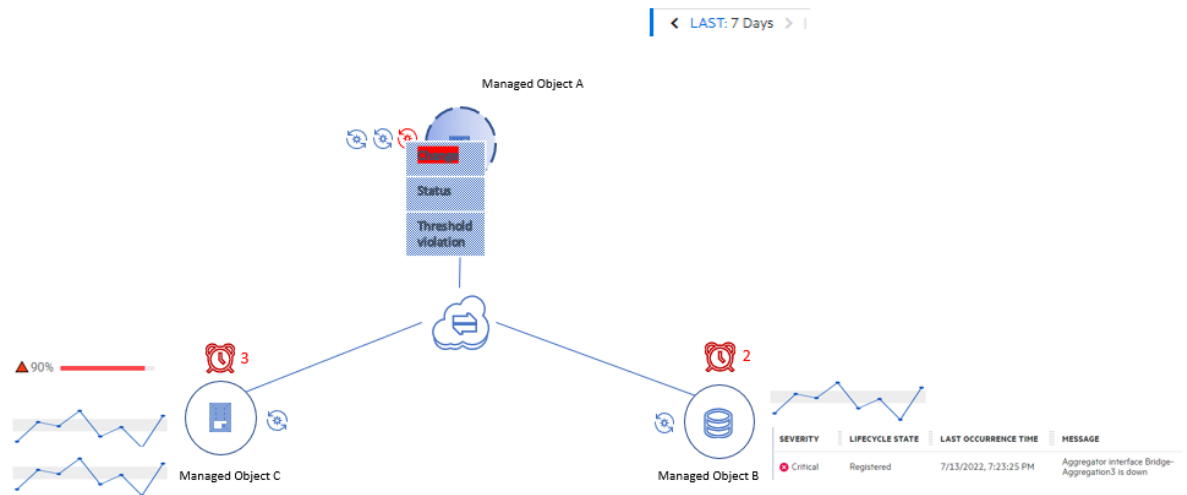 LAST: 7 Days
Managed Object A
Change
Status
Threshold
violation
3
2
90%
SEVERITY LIFECYCLE STATE LAST OCCURRENCE TIME MESSAGE
Critical Registered 7/13/2022, 7:23:25 PM Aggregator interface Bridge-
Aggregation3 is down
Managed Object C
Managed Object B